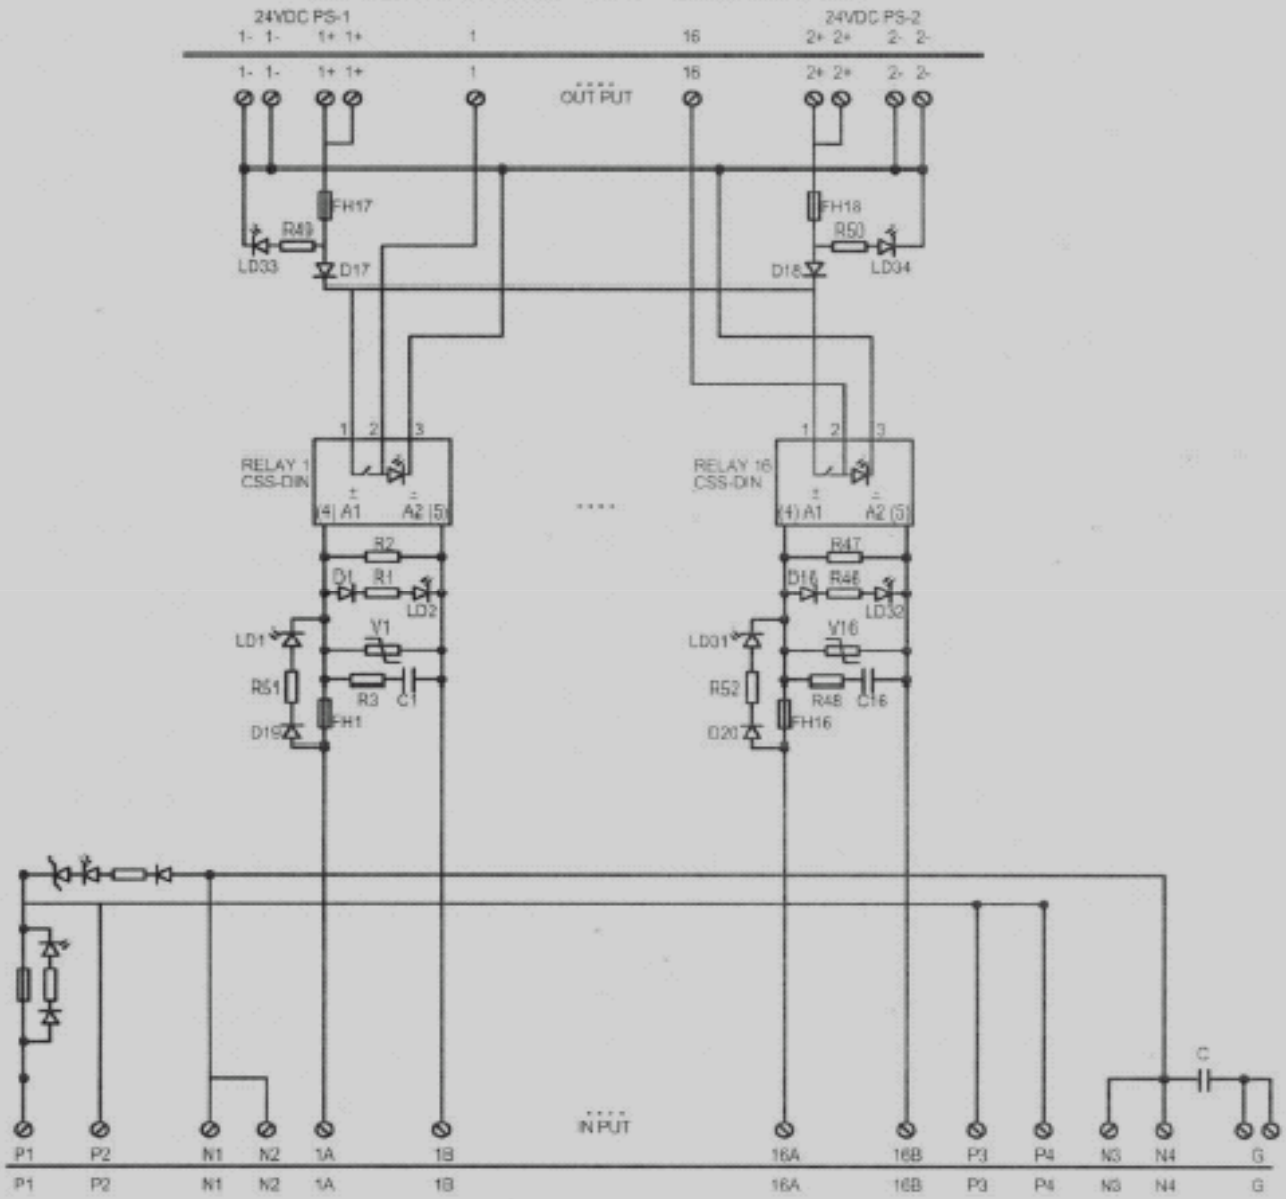 24VDC PS-1 24VDC PS-2
1- 1- 1+ 1+ 1 16 2+ 2+ 2- 2-
1- 1- 1+ 1+ 1 OUT PUT 16 2+ 2+ 2- 2-
FH17 FH18
R49 R50
LD33 D17 D18 LD34
1 2 3 1 2 3
RELAY 1 RELAY 16
CSS-DIN CSS-DIN
± ± ±
(4) A1 A2 (5) (4) A1 A2 (5)
R2 R47
D1 R1 D16 R46
LD2 LD32
LD1 V1 LD31 V16
R51 R3 C1 R52 R48 C16
D19 FH1 D20 FH16
C
IN PUT
P1 P2 N1 N2 1A 1B 16A 16B P3 P4 N3 N4 G
P1 P2 N1 N2 1A 1B 16A 16B P3 P4 N3 N4 G